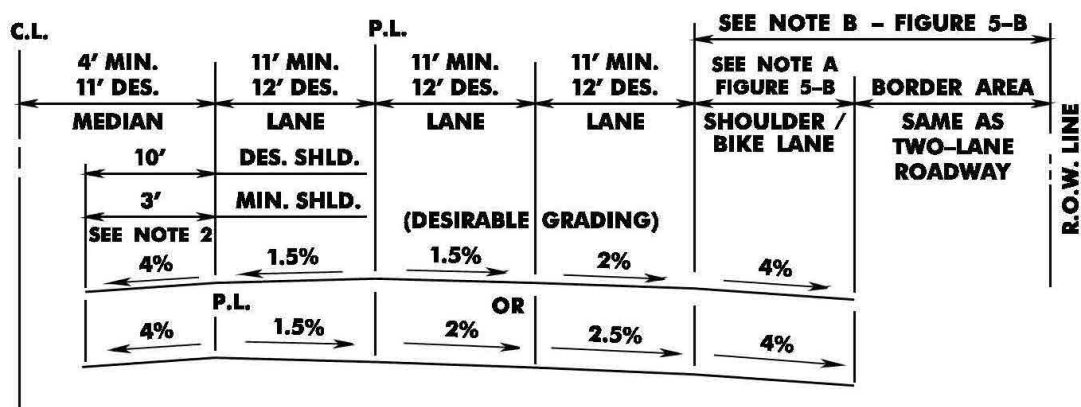 SEE NOTE B – FIGURE 5–B
C.L.
P.L.
4' MIN.
11' DES.
MEDIAN
11' MIN.
12' DES.
LANE
11' MIN.
12' DES.
LANE
11' MIN.
12' DES.
LANE
SEE NOTE A
FIGURE 5–B
SHOULDER /
BIKE LANE
BORDER AREA
SAME AS
TWO–LANE
ROADWAY
R.O.W. LINE
10'
DES. SHLD.
3'
MIN. SHLD.
SEE NOTE 2
(DESIRABLE GRADING)
4%
1.5%
1.5%
2%
4%
P.L.
OR
4%
1.5%
2%
2.5%
4%